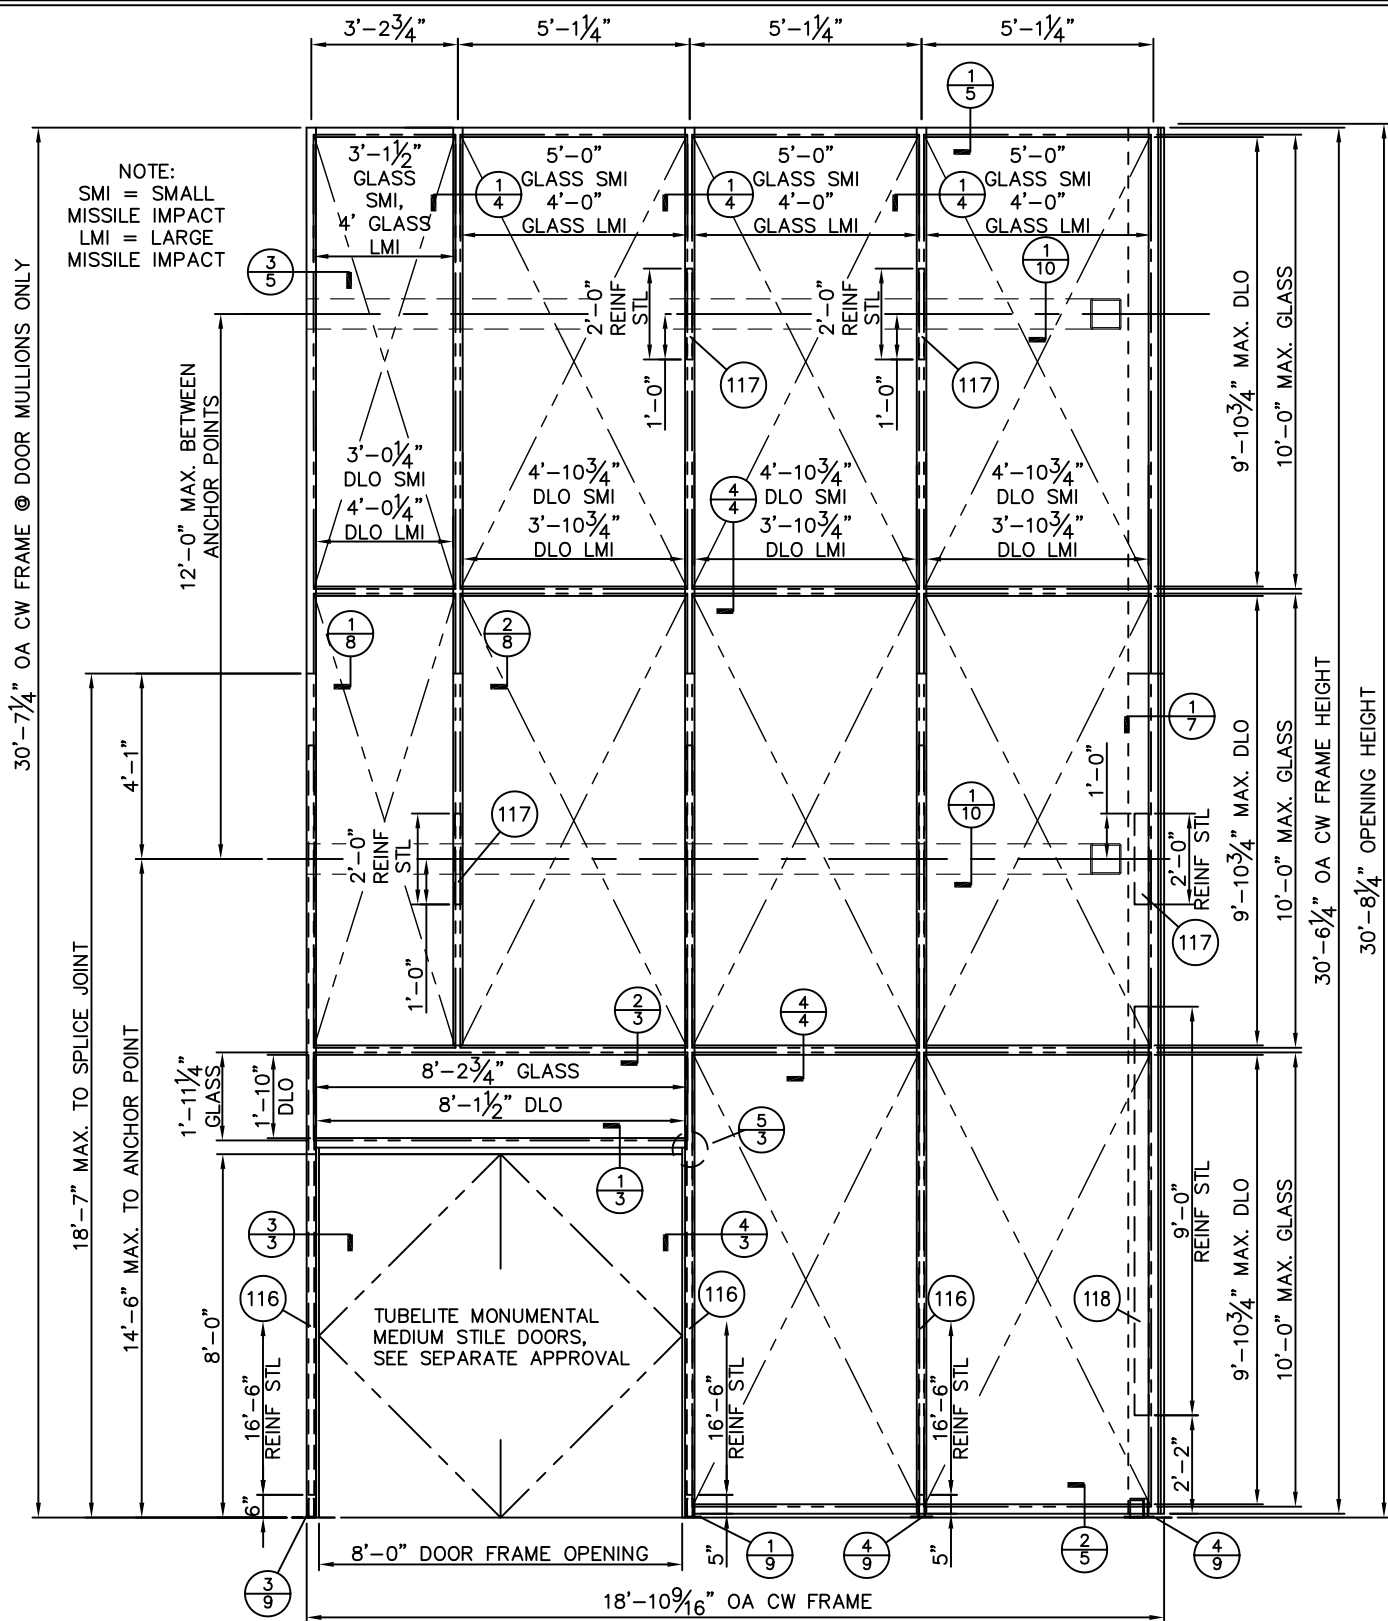 3'-2¾"
5'-1¼"
5'-1¼"
5'-1¼"
1
5
NOTE:
SMI = SMALL
MISSILE IMPACT
LMI = LARGE
MISSILE IMPACT
3'-1½"
GLASS
SMI,
4' GLASS
LMI
5'-0"
GLASS SMI
4'-0"
GLASS LMI
5'-0"
GLASS SMI
4'-0"
GLASS LMI
5'-0"
GLASS SMI
4'-0"
GLASS LMI
1
4
1
4
1
4
3
5
1
10
2'-0"
REINF
STL
1'-0"
117
2'-0"
REINF
STL
1'-0"
117
30'-7¼" OA CW FRAME @ DOOR MULLIONS ONLY
12'-0" MAX. BETWEEN
ANCHOR POINTS
9'-10¾" MAX. DLO
10'-0" MAX. GLASS
3'-0¼"
DLO SMI
4'-0¼"
DLO LMI
4'-10¾"
DLO SMI
3'-10¾"
DLO LMI
4'-10¾"
DLO SMI
3'-10¾"
DLO LMI
4'-10¾"
DLO SMI
3'-10¾"
DLO LMI
4
4
1
8
2
8
1
7
4'-1"
2'-0"
REINF
STL
1'-0"
117
1
10
1'-0"
2'-0"
REINF STL
117
9'-10¾" MAX. DLO
10'-0" MAX. GLASS
30'-6¼" OA CW FRAME HEIGHT
30'-8¼" OPENING HEIGHT
18'-7" MAX. TO SPLICE JOINT
14'-6" MAX. TO ANCHOR POINT
2
3
4
4
1'-11¼"
GLASS
1'-10"
DLO
8'-2¾" GLASS
8'-1½" DLO
5
3
1
3
3
3
4
3
8'-0"
116
16'-6"
REINF STL
6"
TUBELITE MONUMENTAL
MEDIUM STILE DOORS,
SEE SEPARATE APPROVAL
116
16'-6"
REINF STL
5"
116
16'-6"
REINF STL
5"
118
9'-0"
REINF STL
2'-2"
9'-10¾" MAX. DLO
10'-0" MAX. GLASS
8'-0" DOOR FRAME OPENING
3
9
1
9
4
9
2
5
4
9
18'-10⁹⁄₁₆" OA CW FRAME